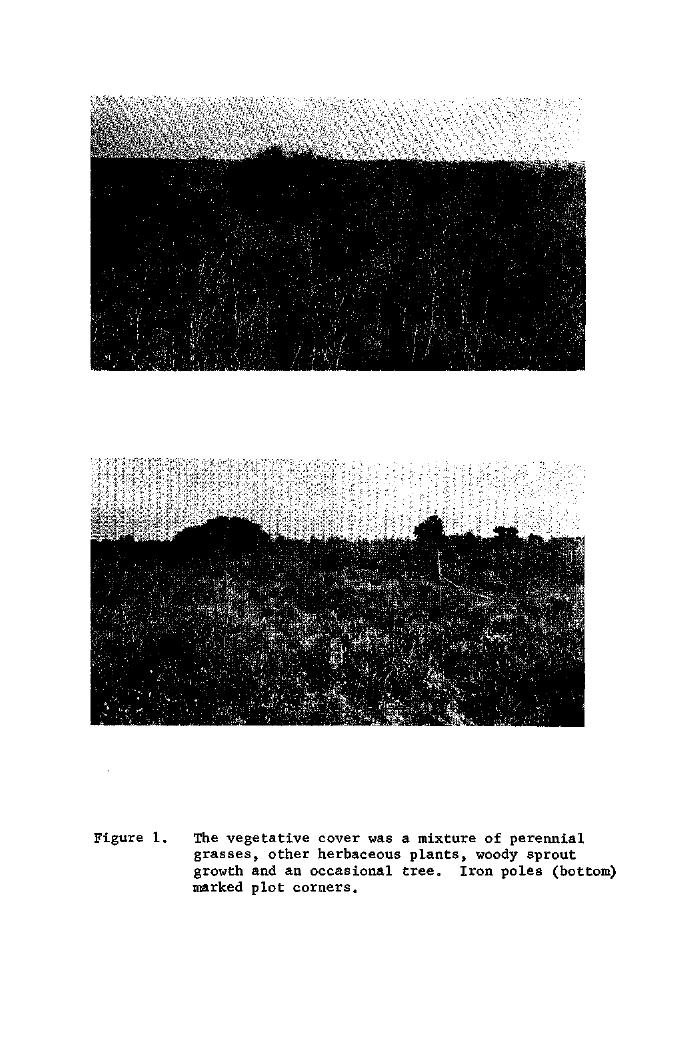 Figure 1. The vegetative cover was a mixture of perennial
grasses, other herbaceous plants, woody sprout
growth and an occasional tree. Iron poles (bottom)
marked plot corners.